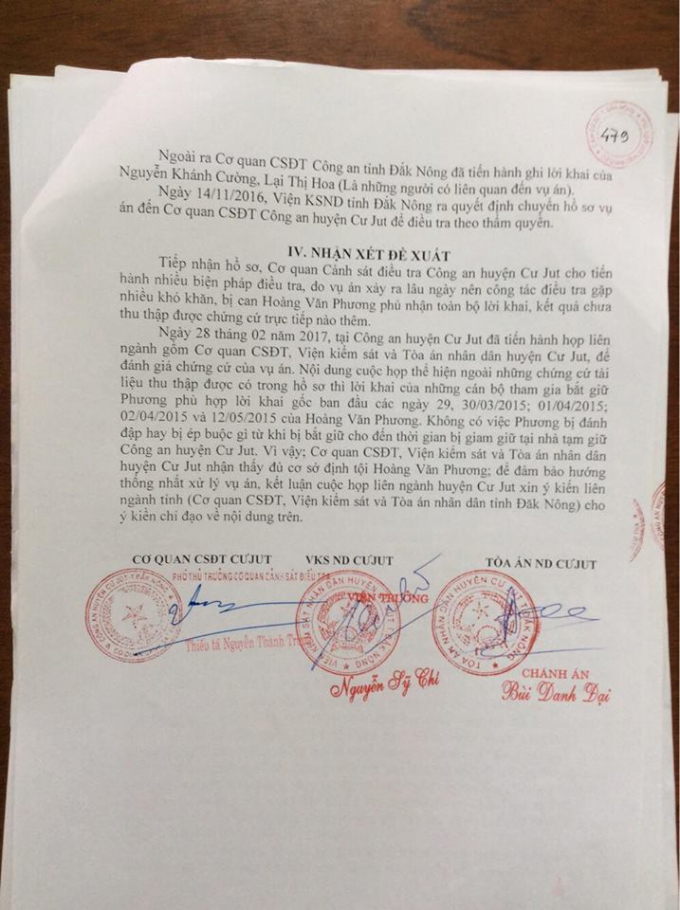 479
Ngoài ra Cơ quan CSĐT Công an tỉnh Đắk Nông đã tiến hành ghi lời khai của
Nguyễn Khánh Cường, Lại Thị Hoa (Là những người có liên quan đến vụ án).
Ngày 14/11/2016, Viện KSND tỉnh Đắk Nông ra quyết định chuyển hồ sơ vụ
án đến Cơ quan CSĐT Công an huyện Cư Jut để điều tra theo thẩm quyền.
IV. NHẬN XÉT ĐỀ XUẤT
Tiếp nhận hồ sơ, Cơ quan Cảnh sát điều tra Công an huyện Cư Jut cho tiến
hành nhiều biện pháp điều tra, do vụ án xảy ra lâu ngày nên công tác điều tra gặp
nhiều khó khăn, bị can Hoàng Văn Phương phủ nhận toàn bộ lời khai, kết quả chưa
thu thập được chứng cứ trực tiếp nào thêm.
Ngày 28 tháng 02 năm 2017, tại Công an huyện Cư Jut đã tiến hành họp liên
ngành gồm Cơ quan CSĐT, Viện kiểm sát và Tòa án nhân dân huyện Cư Jut, để
đánh giá chứng cứ của vụ án. Nội dung cuộc họp thể hiện ngoài những chứng cứ tài
liệu thu thập được có trong hồ sơ thì lời khai của những cán bộ tham gia bắt giữ
Phương phù hợp lời khai gốc ban đầu các ngày 29, 30/03/2015; 01/04/2015;
02/04/2015 và 12/05/2015 của Hoàng Văn Phương. Không có việc Phương bị đánh
đập hay bị ép buộc gì từ khi bị bắt giữ cho đến thời gian bị giam giữ tại nhà tạm giữ
Công an huyện Cư Jut. Vì vậy; Cơ quan CSĐT, Viện kiểm sát và Tòa án nhân dân
huyện Cư Jut nhận thấy đủ cơ sở định tội Hoàng Văn Phương; để đảm bảo hướng
thống nhất xử lý vụ án, kết luận cuộc họp liên ngành huyện Cư Jut xin ý kiến liên
ngành tỉnh (Cơ quan CSĐT, Viện kiểm sát và Tòa án nhân dân tỉnh Đăk Nông) cho
ý kiến chỉ đạo về nội dung trên.
CƠ QUAN CSĐT CƯJUT VKS ND CƯJUT TÒA ÁN ND CƯJUT
PHÓ THỦ TRƯỞNG CƠ QUAN CẢNH SÁT ĐIỀU TRA
VIỆN TRƯỞNG
Thiếu tá Nguyễn Thành
CHÁNH ÁN
Nguyễn Sỹ Chí
Bùi Danh Đại